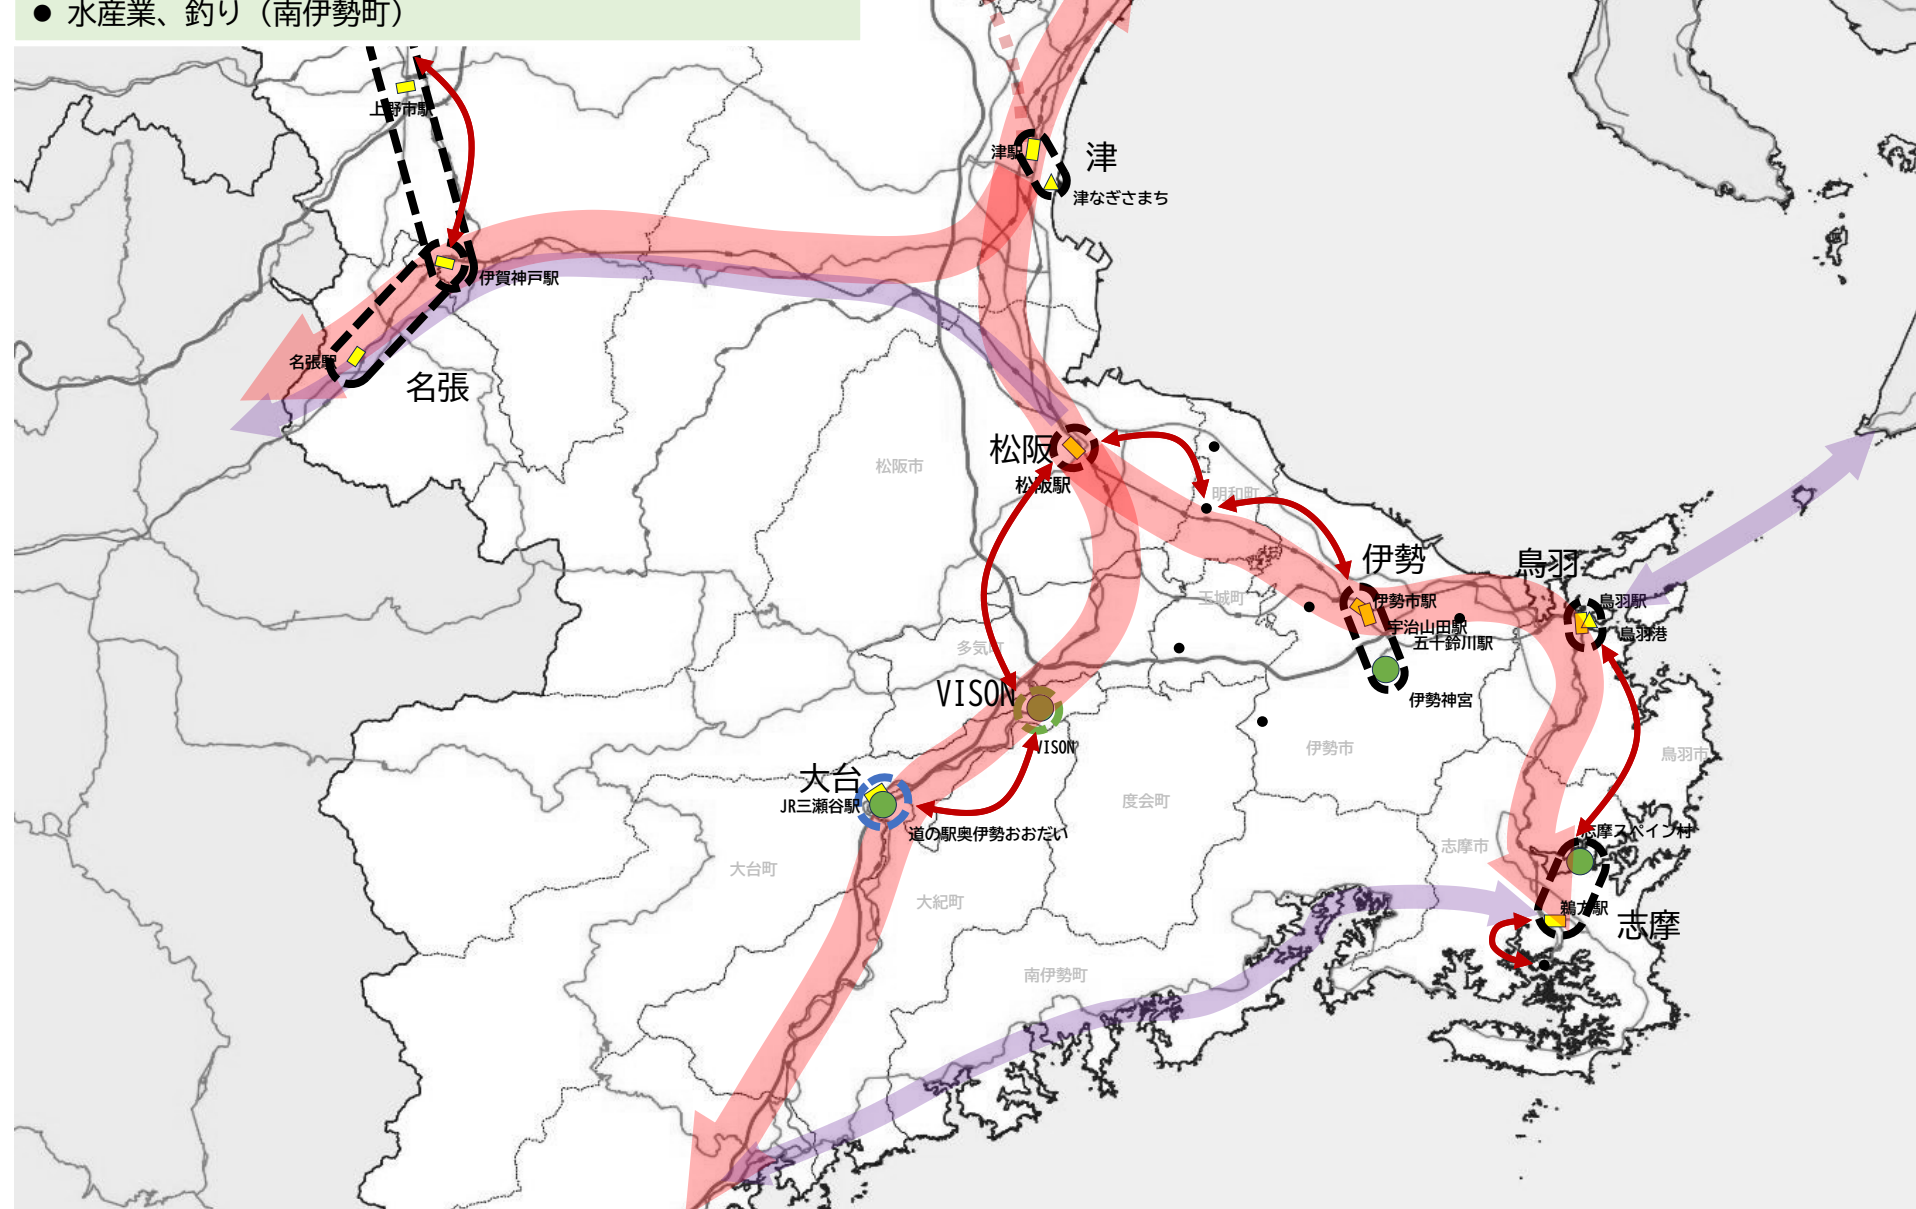 ● 水産業、釣り（南伊勢町）
上野市駅
津駅
津
津なぎさまち
伊賀神戸駅
名張駅
名張
松阪市
松阪
松阪駅
明和町
伊勢
鳥羽
玉城町
伊勢市駅
鳥羽駅
宇治山田駅
鳥羽港
五十鈴川駅
多気町
VISON
伊勢神宮
VISON
伊勢市
鳥羽市
大台
JR三瀬谷駅
度会町
道の駅奥伊勢おおだい
志摩スペイン村
志摩市
大台町
大紀町
鵜方駅
志摩
南伊勢町